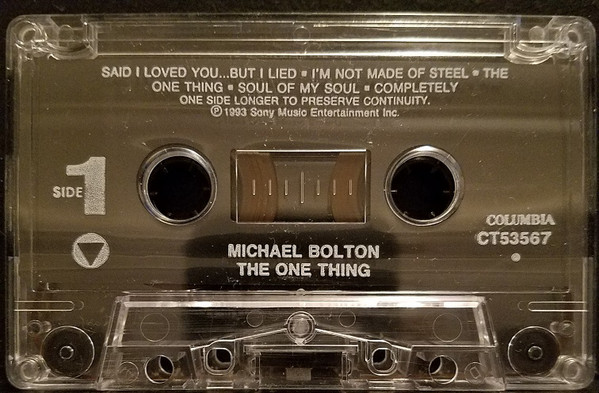 SAID I LOVED YOU...BUT I LIED ▪ I'M NOT MADE OF STEEL ▪ THE
ONE THING ▪ SOUL OF MY SOUL ▪ COMPLETELY
ONE SIDE LONGER TO PRESERVE CONTINUITY.
℗ 1993 Sony Music Entertainment Inc.
SIDE 1
COLUMBIA
CT53567
MICHAEL BOLTON
THE ONE THING